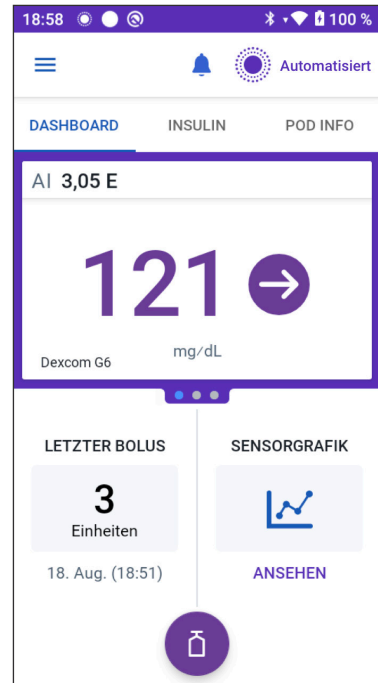 18:58 100 %
Automatisiert
DASHBOARD INSULIN POD INFO
AI 3,05 E
121
mg/dL
Dexcom G6
LETZTER BOLUS
3
Einheiten
18. Aug. (18:51)
SENSORGRAFIK
ANSEHEN